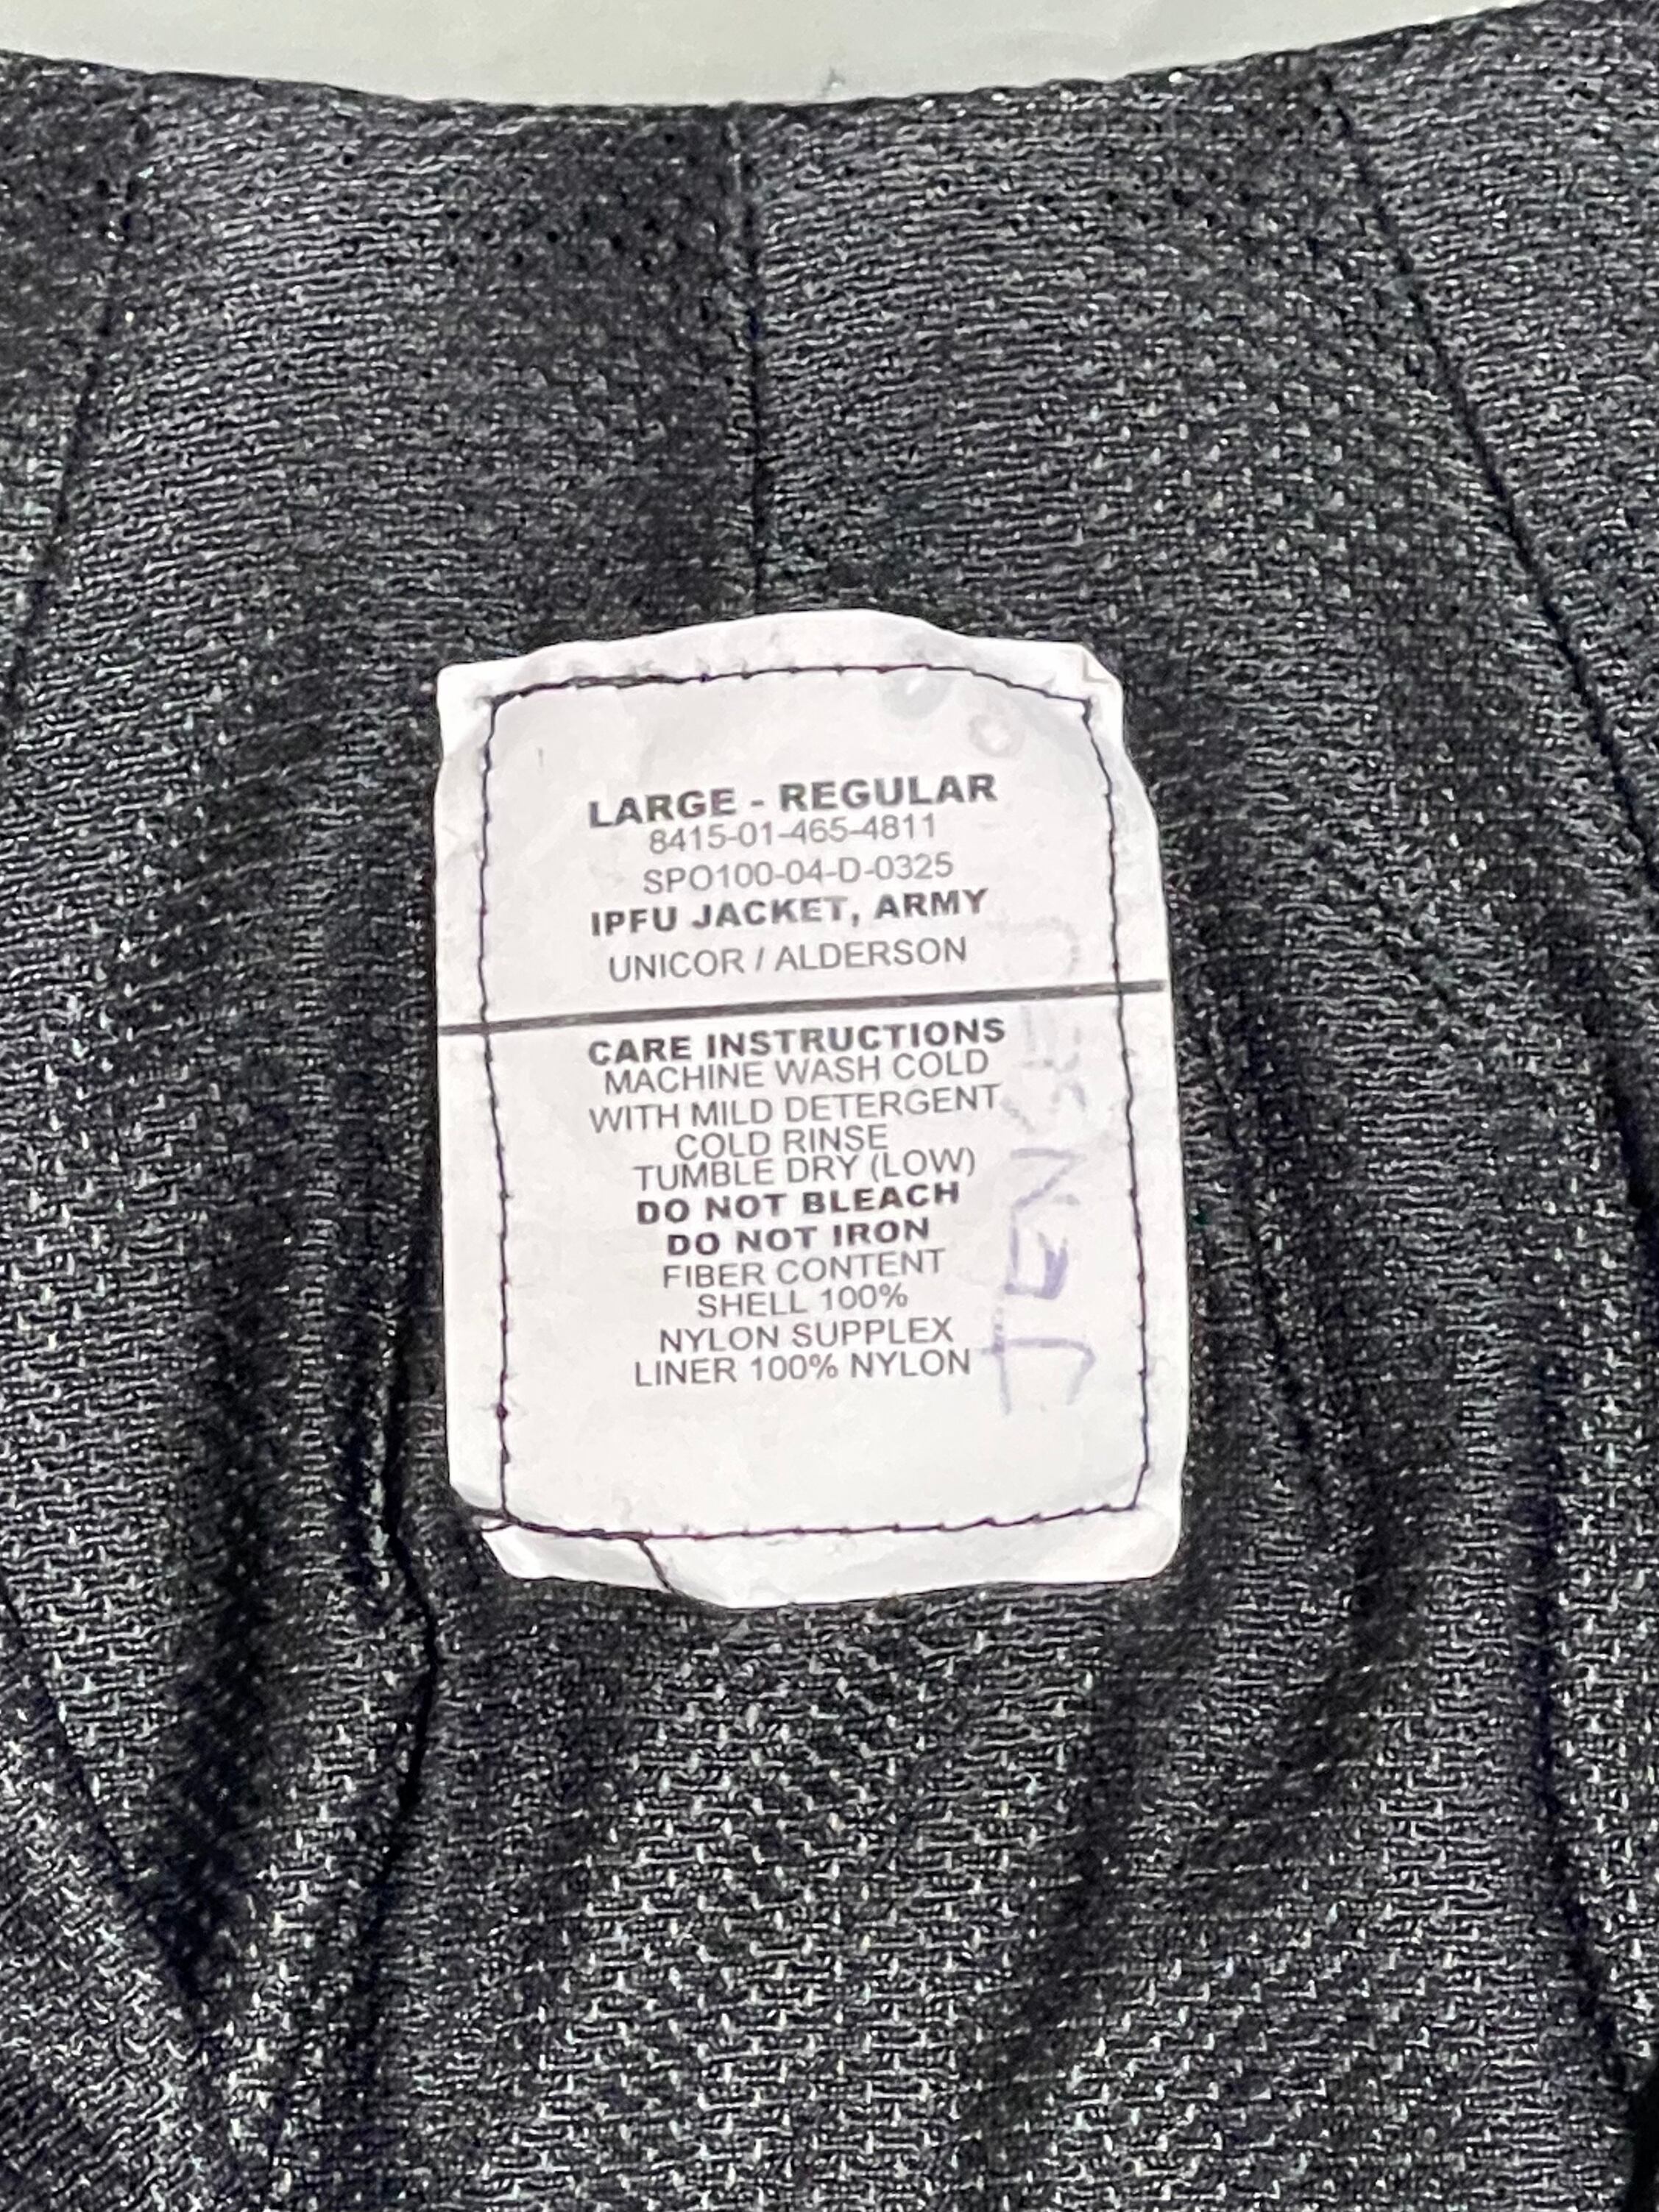 LARGE - REGULAR
8415-01-465-4811
SPO100-04-D-0325
IPFU JACKET, ARMY
UNICOR / ALDERSON
CARE INSTRUCTIONS
MACHINE WASH COLD
WITH MILD DETERGENT
COLD RINSE
TUMBLE DRY (LOW)
DO NOT BLEACH
DO NOT IRON
FIBER CONTENT
SHELL 100%
NYLON SUPPLEX
LINER 100% NYLON